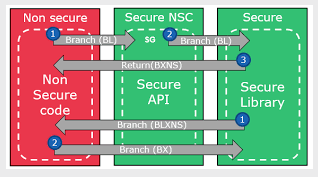 Non secure
Secure NSC
Secure
1
Branch (BL)
SG
2
Branch (BL)
Return(BXNS)
3
Non
Secure
code
Secure
API
Secure
Library
Branch (BLXNS)
1
2
Branch (BX)